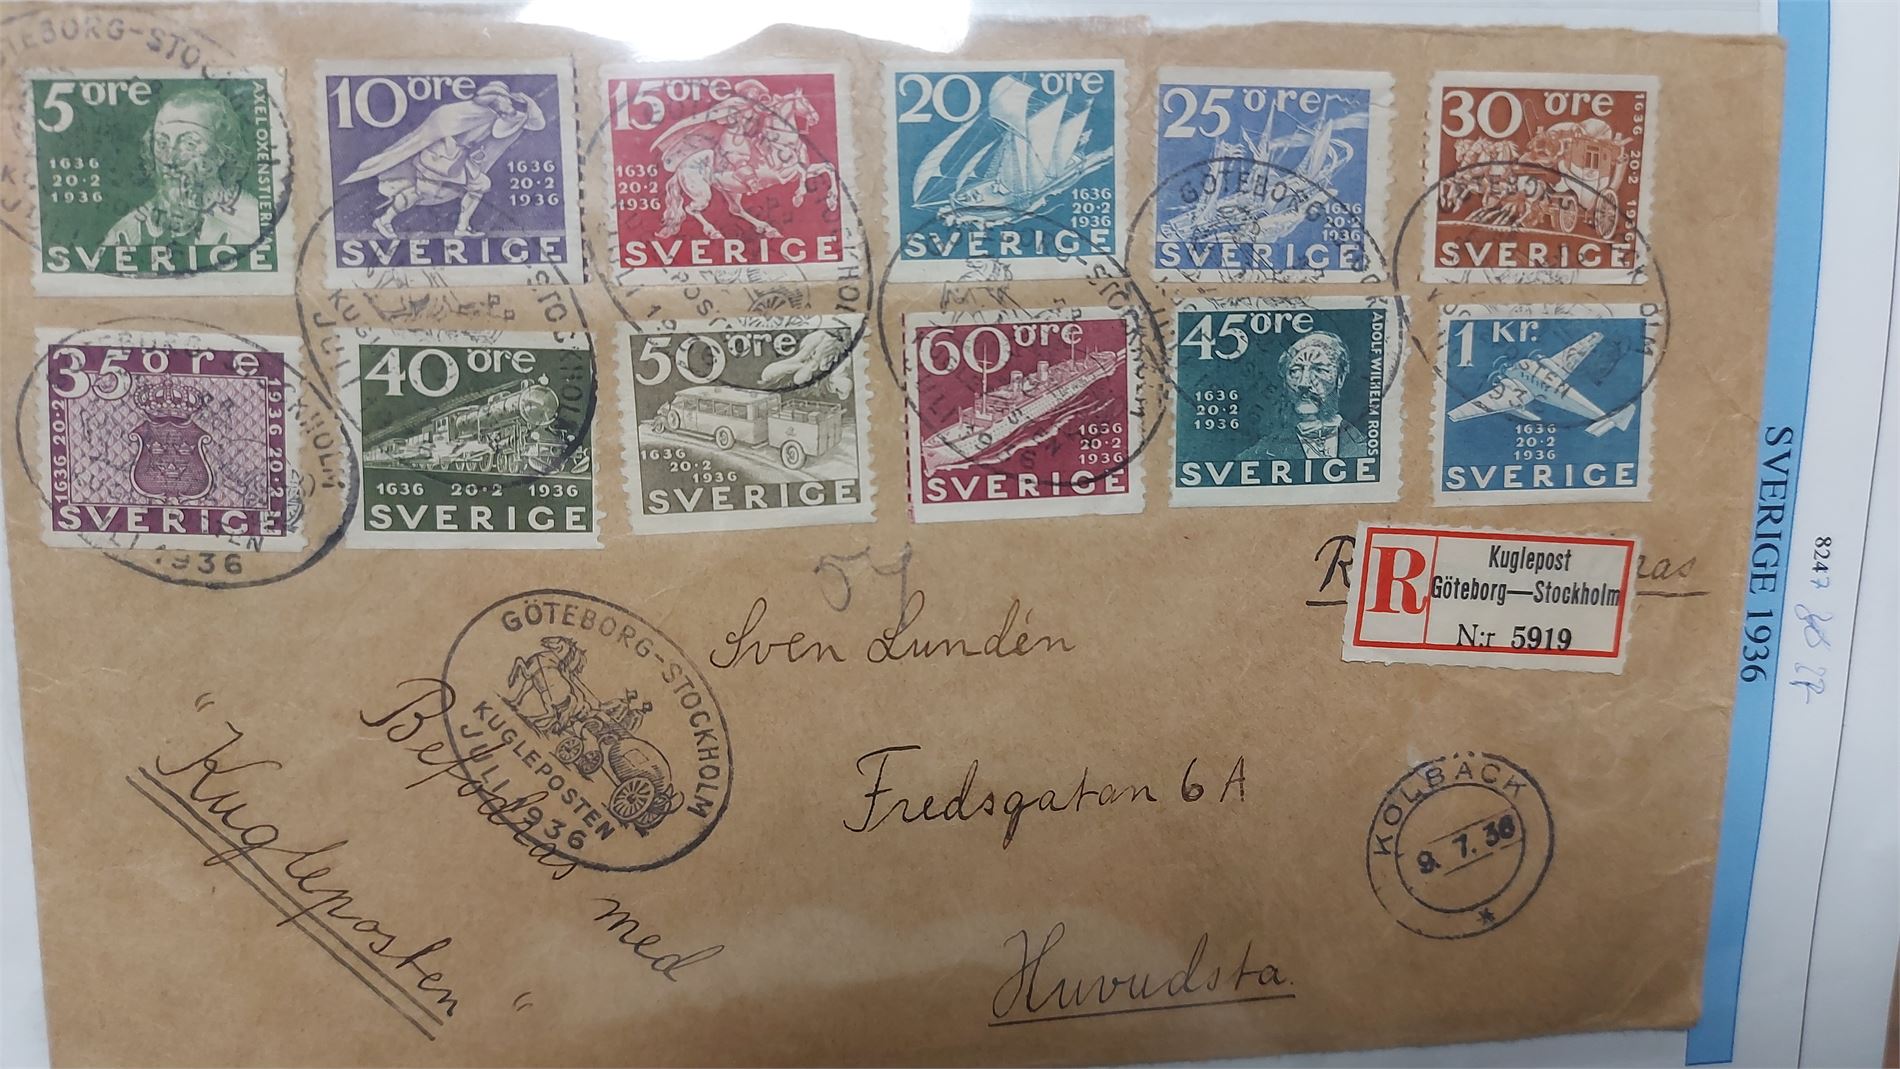 5 öre
AXEL OXENSTIERNA
1636
20·2
1936
SVERIGE
10 öre
1636
20·2
1936
SVERIGE
15 öre
1636
20·2
1936
SVERIGE
20 öre
1636
20·2
1936
SVERIGE
25 öre
1636
20·2
1936
SVERIGE
30 öre
1636 20·2 1936
SVERIGE
35 öre
1636 20·2
1936 20·2
SVERIGE
40 öre
1636 20·2 1936
SVERIGE
50 öre
1636
20·2
1936
SVERIGE
60 öre
1636
20·2
1936
SVERIGE
45 öre
ADOLF WILHELM ROOS
1636
20·2
1936
SVERIGE
1 Kr.
1636
20·2
1936
SVERIGE
R
Kuglepost
Göteborg—Stockholm
N:r 5919
57
Sven Lundén
Fredsgatan 6 A
Huvudsta.
GÖTEBORG-STOCKHOLM
KUGLEPOSTEN
JULI 1936
Befodras med
"Kugleposten"
KOLBÄCK
9. 7. 36
SVERIGE 1936
8247